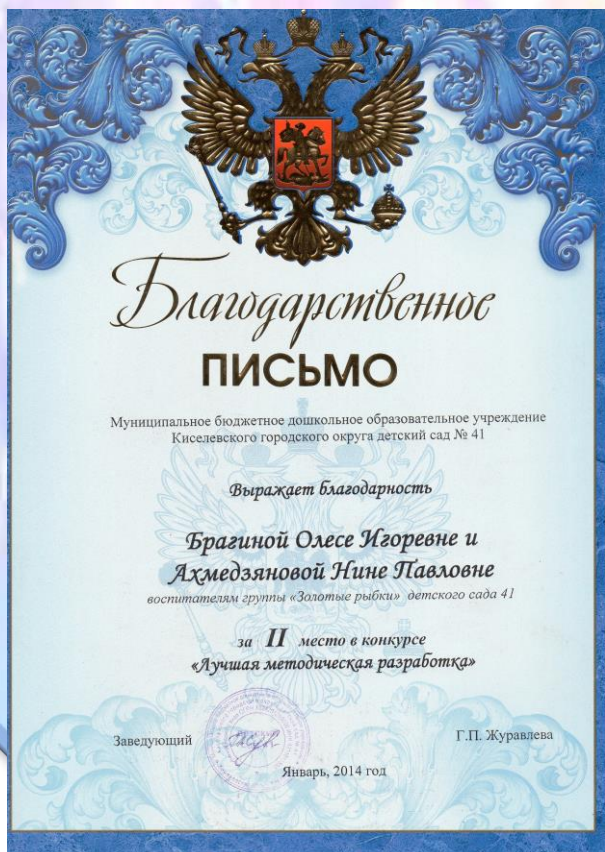 Благодарственное
ПИСЬМО
Муниципальное бюджетное дошкольное образовательное учреждение
Киселевского городского округа детский сад № 41
Выражает благодарность
Брагиной Олесе Игоревне и
Ахмедзяновой Нине Павловне
воспитателям группы «Золотые рыбки» детского сада 41
за II место в конкурсе
«Лучшая методическая разработка»
Заведующий
Г.П. Журавлева
Январь, 2014 год